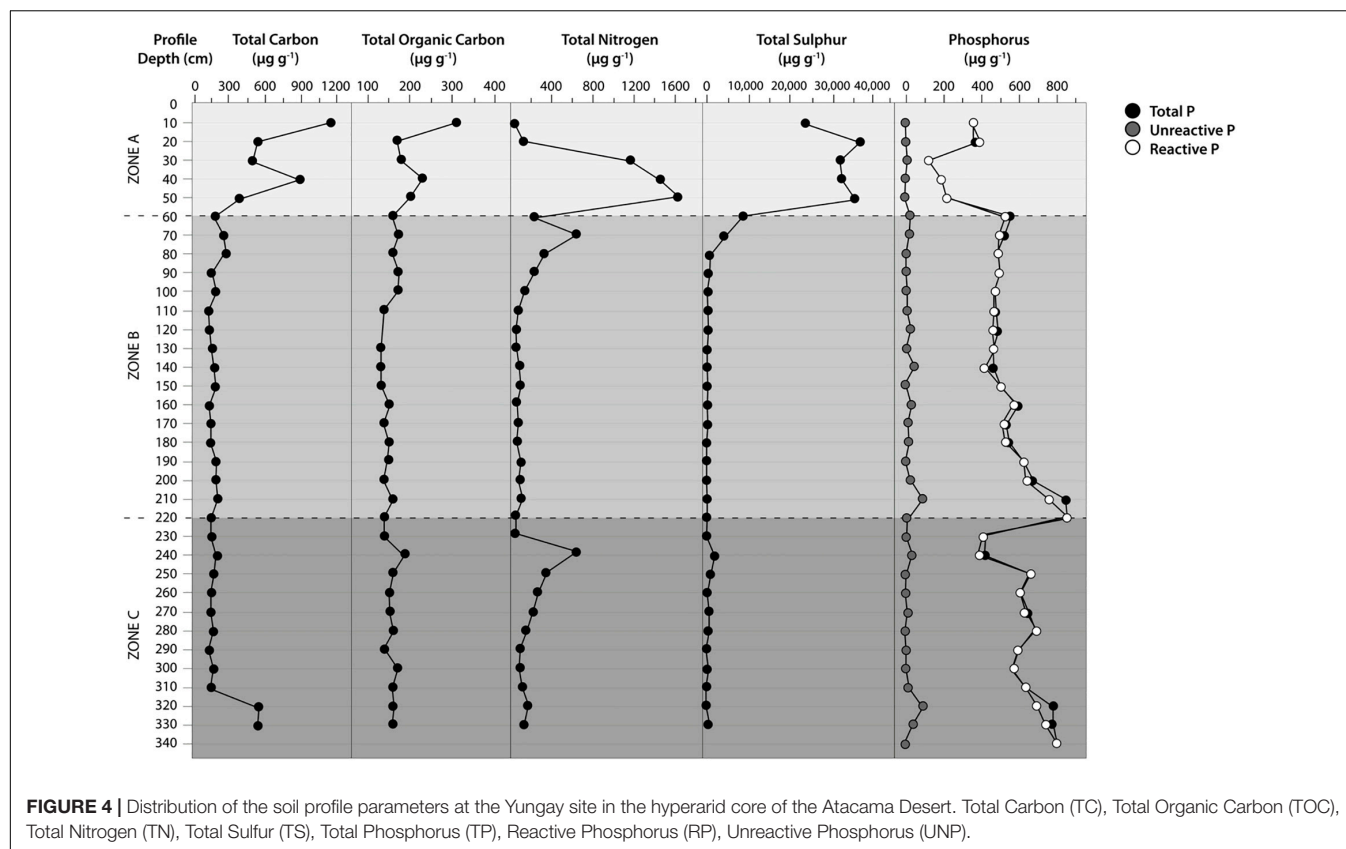 Profile Depth (cm)
Total Carbon (µg g⁻¹)
Total Organic Carbon (µg g⁻¹)
Total Nitrogen (µg g⁻¹)
Total Sulphur (µg g⁻¹)
Phosphorus (µg g⁻¹)
0 300 600 900 1200
100 200 300 400
400 800 1200 1600
0 10,000 20,000 30,000 40,000
0 200 400 600 800
0
10
20
30
40
50
60
70
80
90
100
110
120
130
140
150
160
170
180
190
200
210
220
230
240
250
260
270
280
290
300
310
320
330
340
ZONE A
ZONE B
ZONE C
Total P
Unreactive P
Reactive P
FIGURE 4 | Distribution of the soil profile parameters at the Yungay site in the hyperarid core of the Atacama Desert. Total Carbon (TC), Total Organic Carbon (TOC),
Total Nitrogen (TN), Total Sulfur (TS), Total Phosphorus (TP), Reactive Phosphorus (RP), Unreactive Phosphorus (UNP).